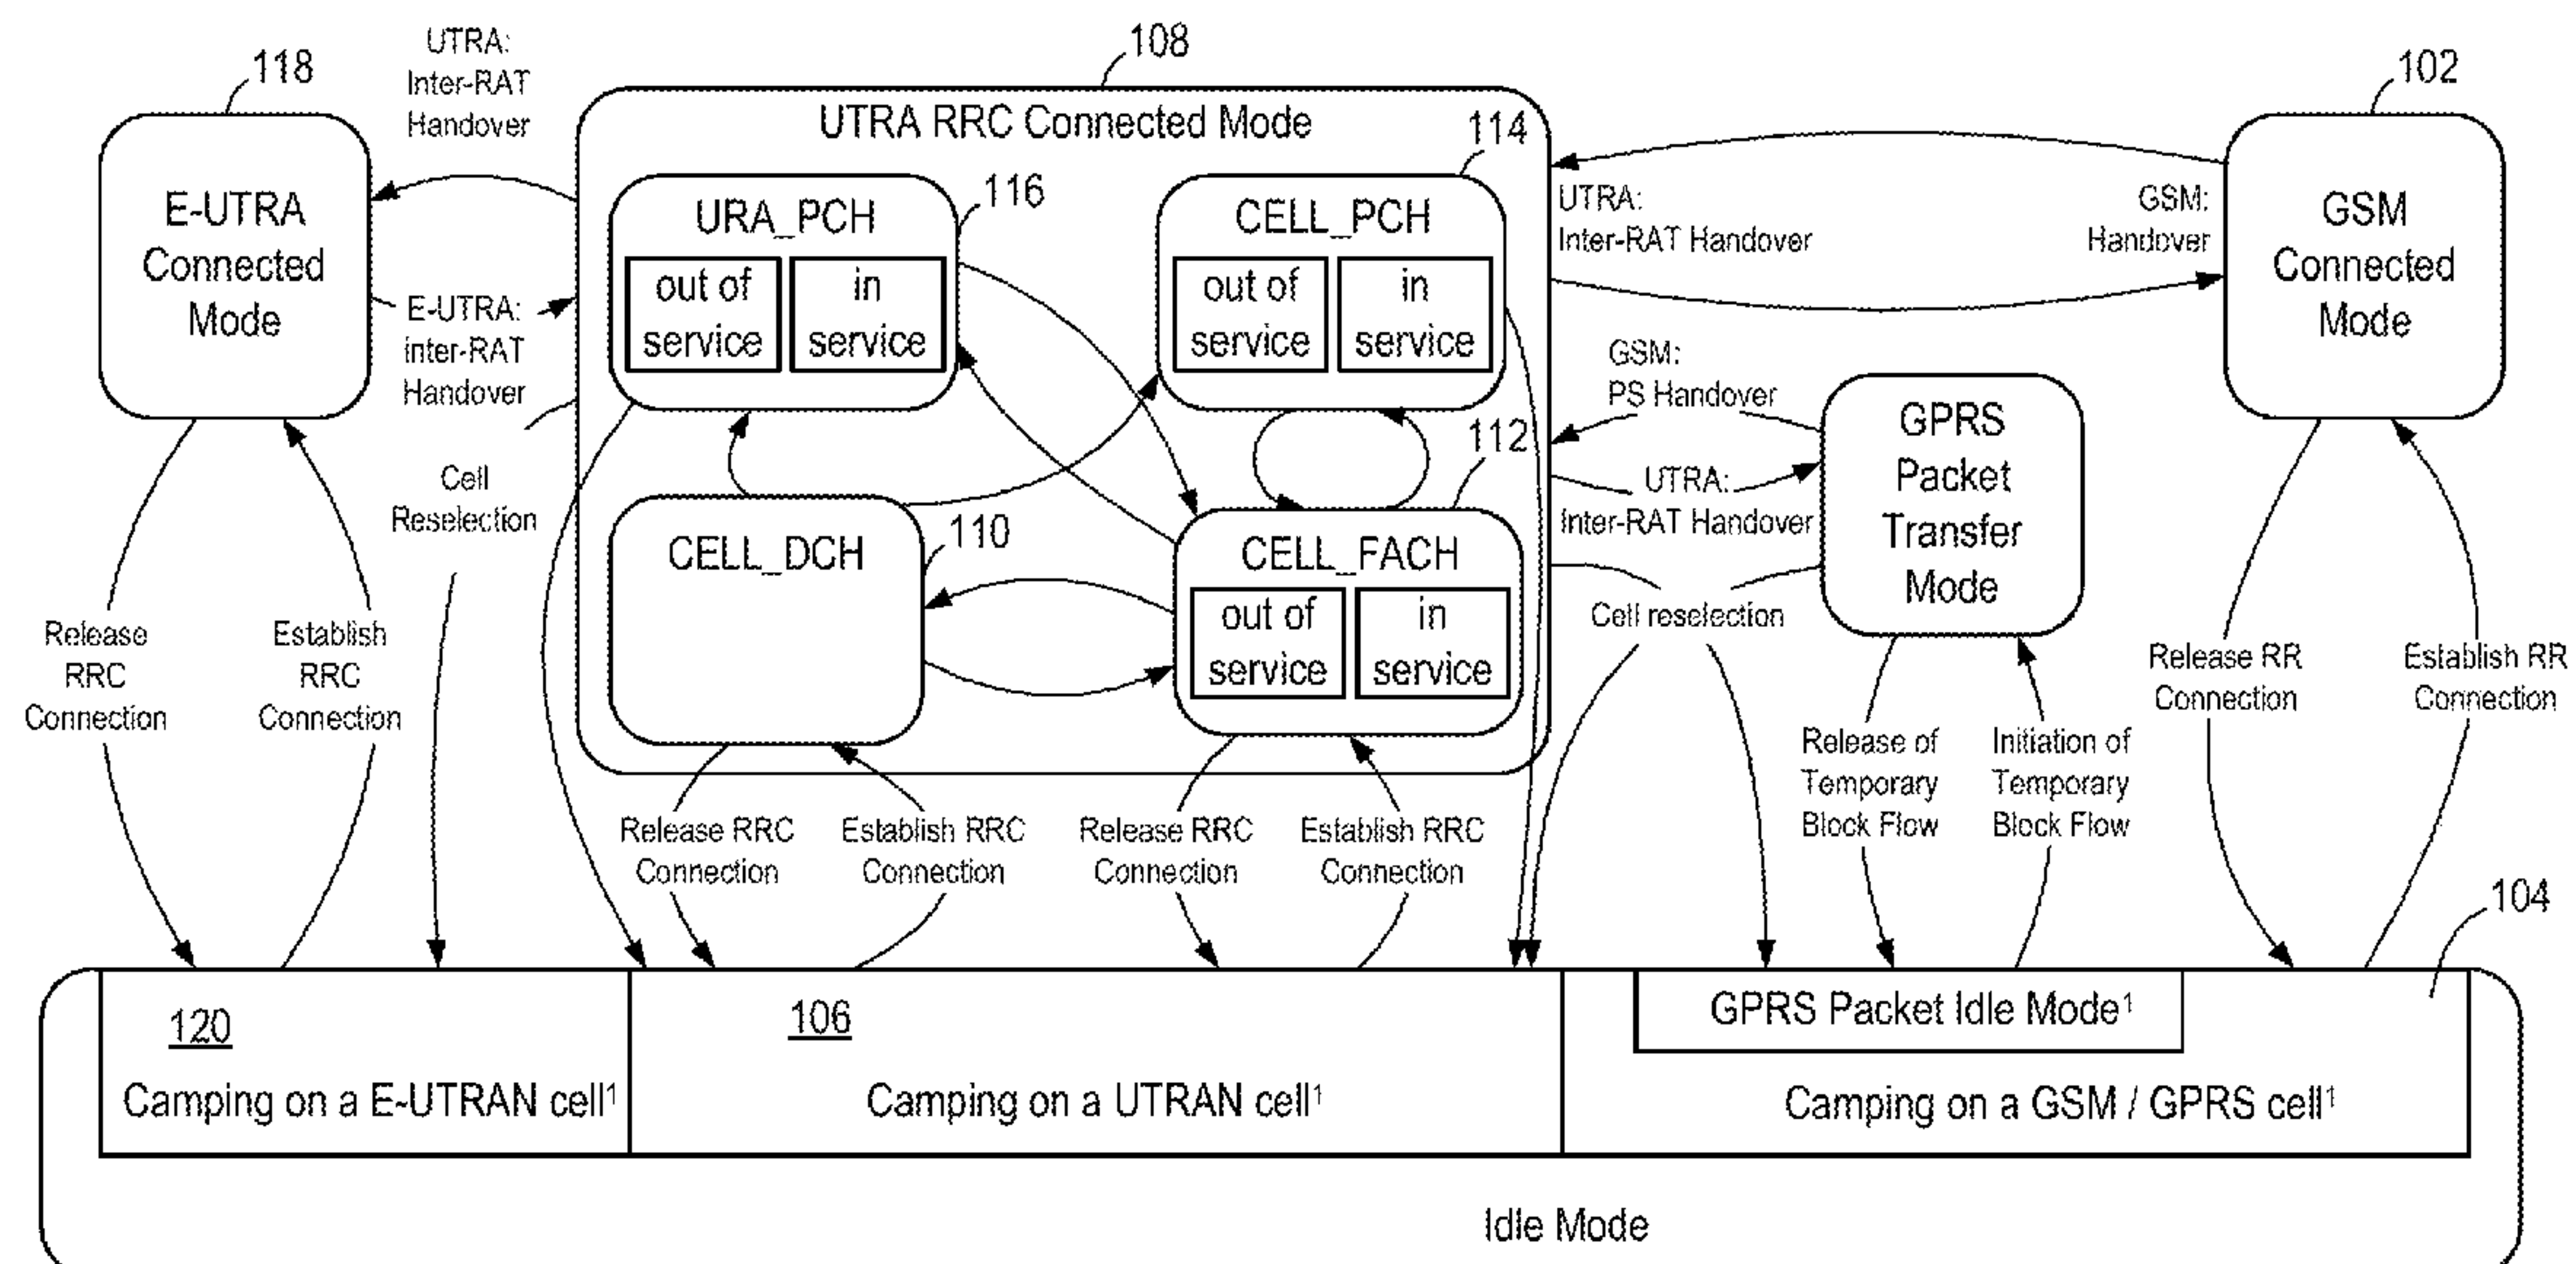 118
UTRA:
Inter-RAT
Handover
108
102
UTRA RRC Connected Mode
114
E-UTRA
Connected
Mode
URA_PCH
116
out of
service
in
service
CELL_PCH
out of
service
in
service
UTRA:
Inter-RAT Handover
GSM:
Handover
GSM
Connected
Mode
E-UTRA:
inter-RAT
Handover
GSM:
PS Handover
112
GPRS
Packet
Transfer
Mode
Cell
Reselection
CELL_DCH
110
CELL_FACH
out of
service
in
service
UTRA:
Inter-RAT Handover
Cell reselection
Release
RRC
Connection
Establish
RRC
Connection
Release RR
Connection
Establish RR
Connection
Release RRC
Connection
Establish RRC
Connection
Release RRC
Connection
Establish RRC
Connection
Release of
Temporary
Block Flow
Initiation of
Temporary
Block Flow
104
120
Camping on a E-UTRAN cell¹
106
Camping on a UTRAN cell¹
GPRS Packet Idle Mode¹
Camping on a GSM / GPRS cell¹
Idle Mode